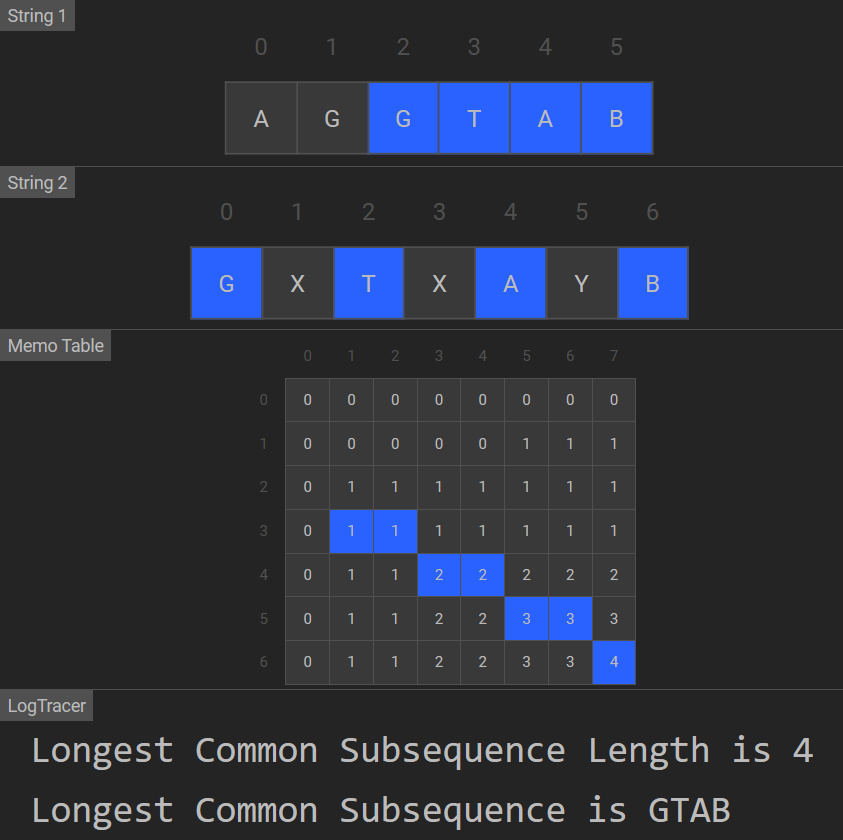 String 1
0 1 2 3 4 5
A G G T A B
String 2
0 1 2 3 4 5 6
G X T X A Y B
Memo Table
0 1 2 3 4 5 6 7
0 0 0 0 0 0 0 0 0
1 0 0 0 0 0 1 1 1
2 0 1 1 1 1 1 1 1
3 0 1 1 1 1 1 1 1
4 0 1 1 2 2 2 2 2
5 0 1 1 2 2 3 3 3
6 0 1 1 2 2 3 3 4
LogTracer
Longest Common Subsequence Length is 4
Longest Common Subsequence is GTAB